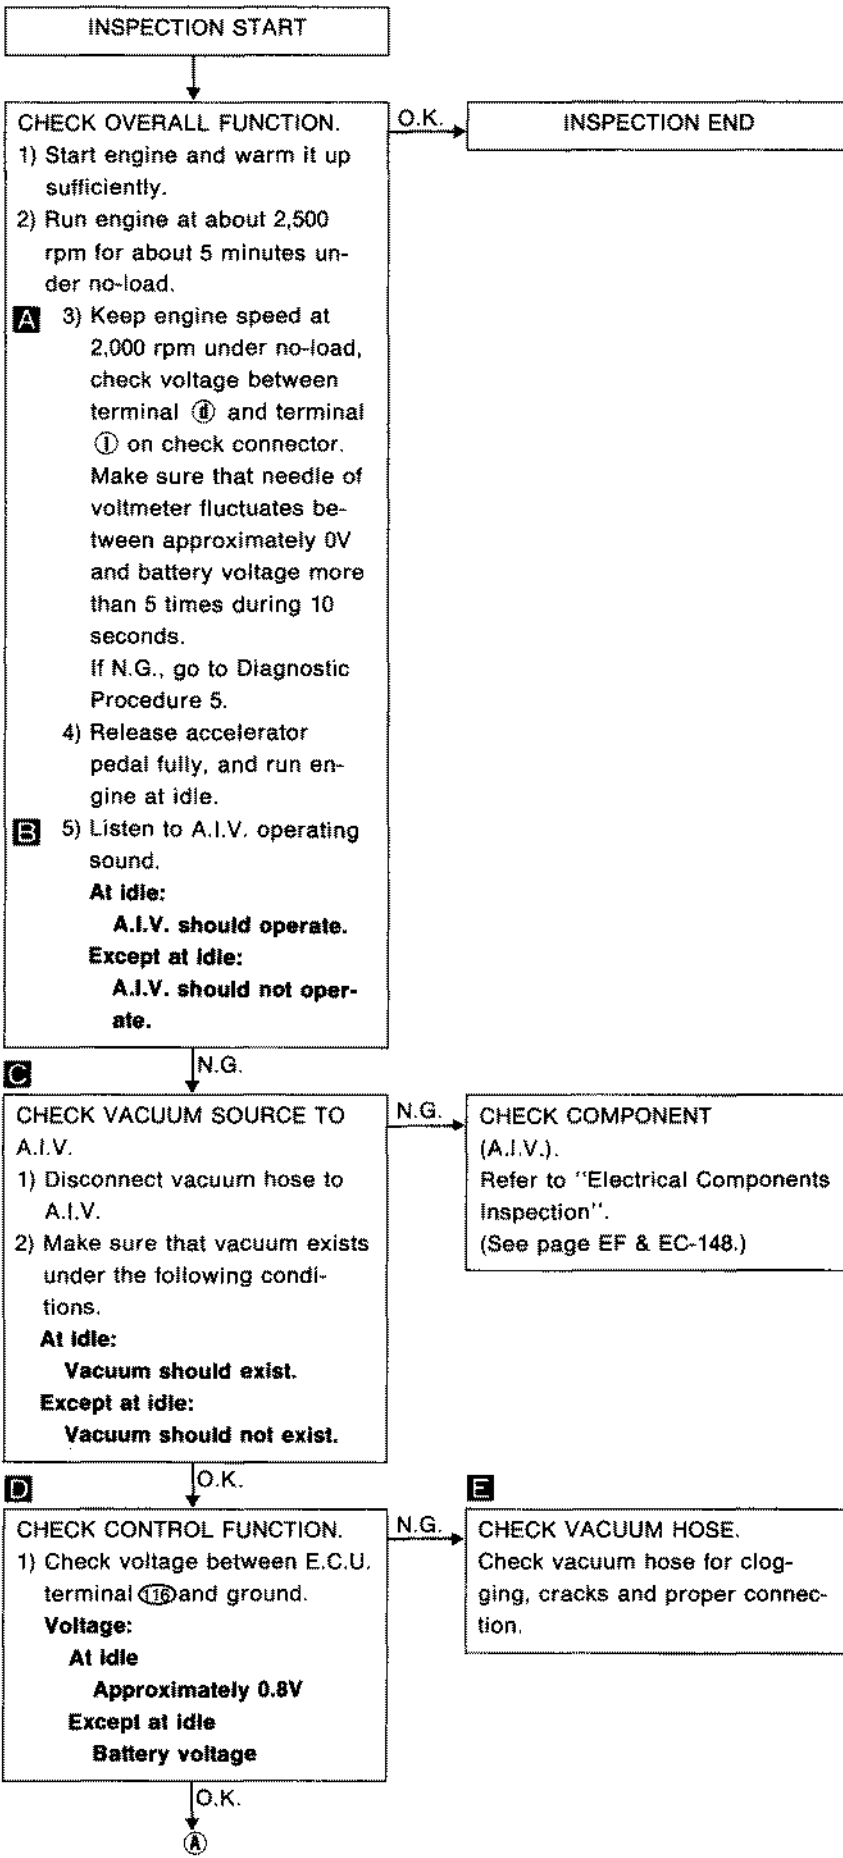 INSPECTION START
CHECK OVERALL FUNCTION.
1) Start engine and warm it up
sufficiently.
2) Run engine at about 2,500
rpm for about 5 minutes un-
der no-load.
A 3) Keep engine speed at
2,000 rpm under no-load,
check voltage between
terminal ⓓ and terminal
ⓛ on check connector.
Make sure that needle of
voltmeter fluctuates be-
tween approximately 0V
and battery voltage more
than 5 times during 10
seconds.
If N.G., go to Diagnostic
Procedure 5.
4) Release accelerator
pedal fully, and run en-
gine at idle.
B 5) Listen to A.I.V. operating
sound.
At idle:
A.I.V. should operate.
Except at idle:
A.I.V. should not oper-
ate.
O.K.
INSPECTION END
N.G.
C
CHECK VACUUM SOURCE TO
A.I.V.
1) Disconnect vacuum hose to
A.I.V.
2) Make sure that vacuum exists
under the following condi-
tions.
At idle:
Vacuum should exist.
Except at idle:
Vacuum should not exist.
N.G.
CHECK COMPONENT
(A.I.V.).
Refer to "Electrical Components
Inspection".
(See page EF & EC-148.)
O.K.
D
CHECK CONTROL FUNCTION.
1) Check voltage between E.C.U.
terminal 116 and ground.
Voltage:
At idle
Approximately 0.8V
Except at idle
Battery voltage
N.G.
E
CHECK VACUUM HOSE.
Check vacuum hose for clog-
ging, cracks and proper connec-
tion.
O.K.
Ⓐ